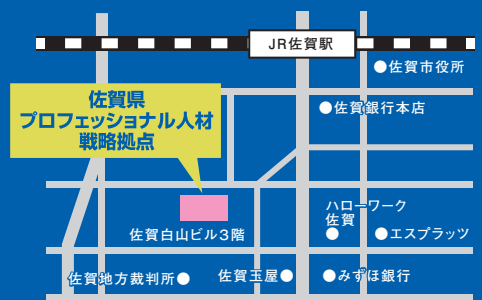 JR佐賀駅
佐賀市役所
佐賀県
プロフェッショナル人材
戦略拠点
佐賀銀行本店
佐賀白山ビル3階
ハローワーク
佐賀
エスプラッツ
佐賀地方裁判所
佐賀玉屋
みずほ銀行